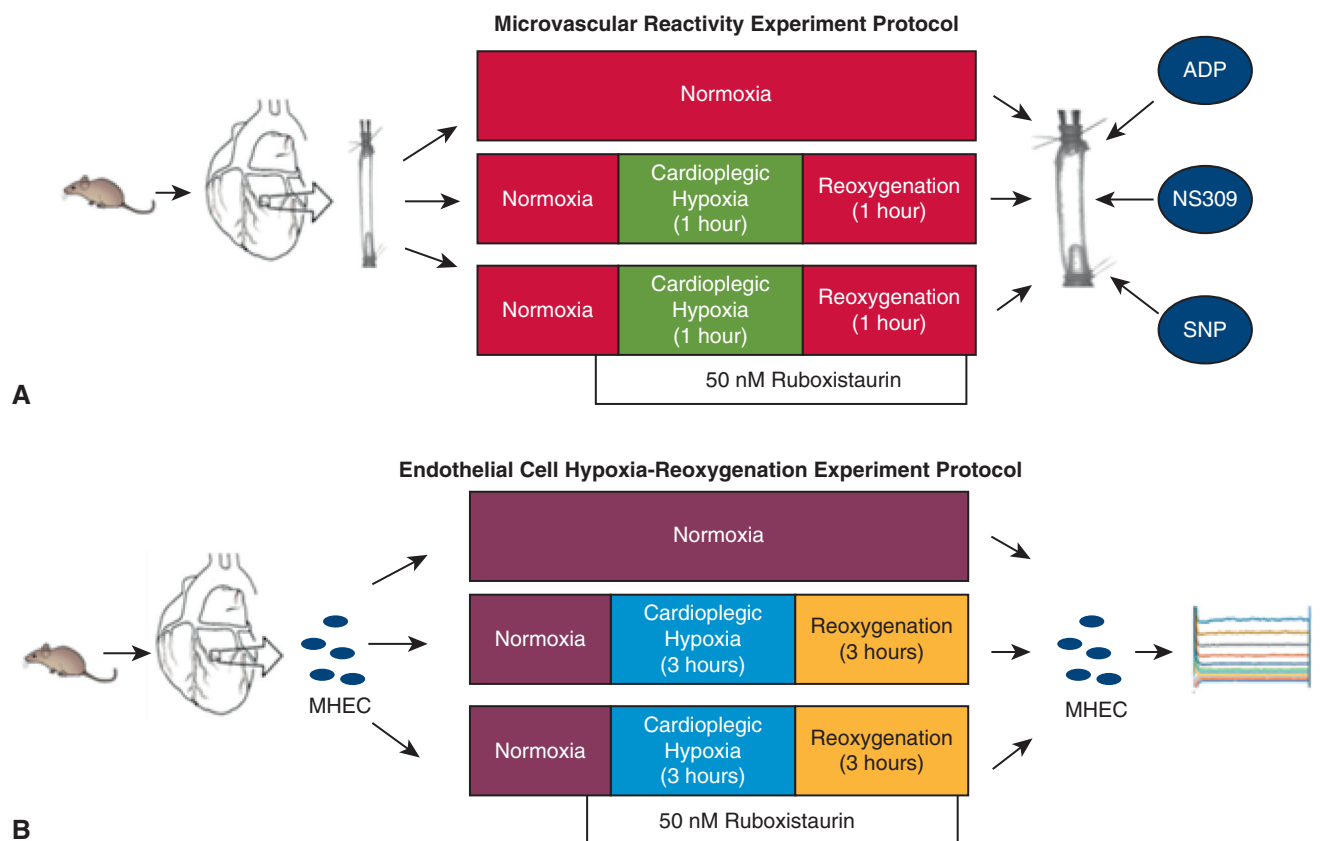 Microvascular Reactivity Experiment Protocol
Normoxia
ADP
Normoxia
Cardioplegic
Hypoxia
(1 hour)
Reoxygenation
(1 hour)
NS309
Normoxia
Cardioplegic
Hypoxia
(1 hour)
Reoxygenation
(1 hour)
SNP
50 nM Ruboxistaurin
A
Endothelial Cell Hypoxia-Reoxygenation Experiment Protocol
Normoxia
MHEC
Normoxia
Cardioplegic
Hypoxia
(3 hours)
Reoxygenation
(3 hours)
MHEC
Normoxia
Cardioplegic
Hypoxia
(3 hours)
Reoxygenation
(3 hours)
50 nM Ruboxistaurin
B